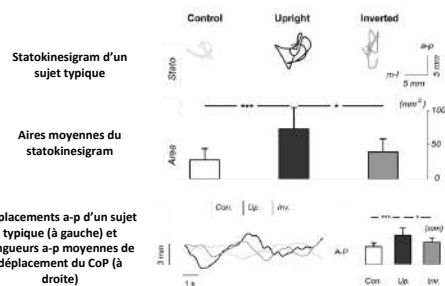 Control Upright Inverted
Statokinesigram d'un
sujet typique
Stato
a-p
m-l
5 mm
5 mm
*** *
(mm²)
100
50
0
Aires moyennes du
statokinesigram
Area
Con. Up. Inv.
placements a-p d'un sujet
typique (à gauche) et
ngueurs a-p moyennes de
déplacement du CoP (à
droite)
3 mm
1 s
A-P
*** *
(mm)
Con. Up. Inv.